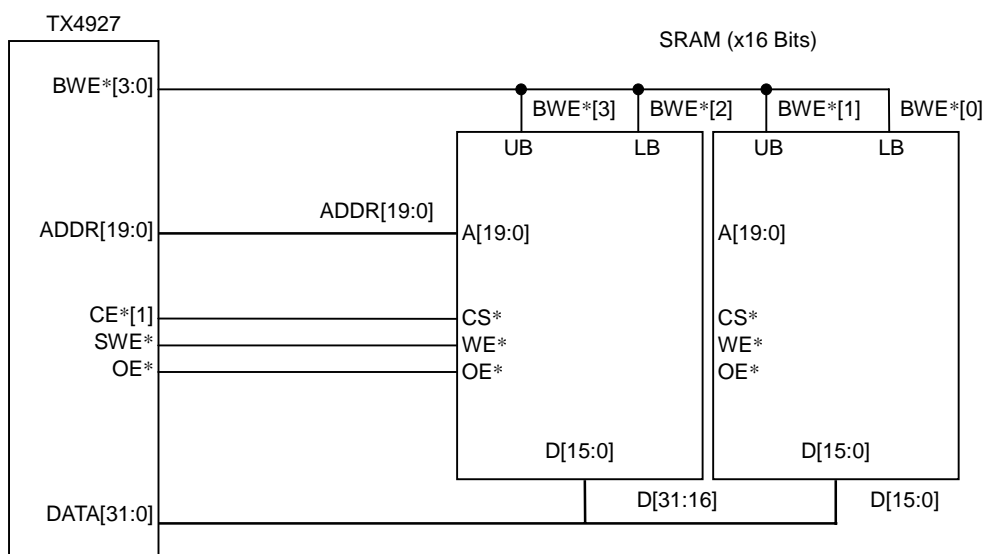 TX4927
SRAM (x16 Bits)
BWE*[3:0]
BWE*[3]
BWE*[2]
BWE*[1]
BWE*[0]
UB
LB
UB
LB
ADDR[19:0]
ADDR[19:0]
A[19:0]
A[19:0]
CE*[1]
CS*
CS*
SWE*
WE*
WE*
OE*
OE*
OE*
D[15:0]
D[15:0]
D[31:16]
D[15:0]
DATA[31:0]